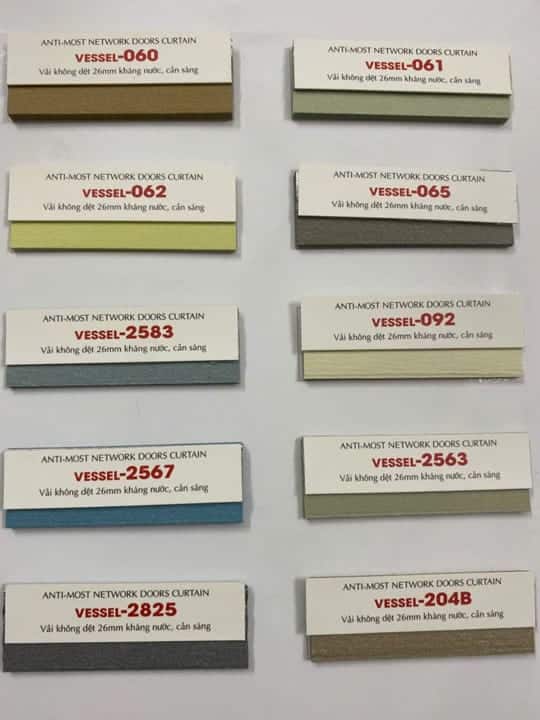 ANTI-MOST NETWORK DOORS CURTAIN
VESSEL-060
Vải không dệt 26mm kháng nước, cản sáng
ANTI-MOST NETWORK DOORS CURTAIN
VESSEL-061
Vải không dệt 26mm kháng nước, cản sáng
ANTI-MOST NETWORK DOORS CURTAIN
VESSEL-062
Vải không dệt 26mm kháng nước, cản sáng
ANTI-MOST NETWORK DOORS CURTAIN
VESSEL-065
Vải không dệt 26mm kháng nước, cản sáng
ANTI-MOST NETWORK DOORS CURTAIN
VESSEL-2583
Vải không dệt 26mm kháng nước, cản sáng
ANTI-MOST NETWORK DOORS CURTAIN
VESSEL-092
Vải không dệt 26mm kháng nước, cản sáng
ANTI-MOST NETWORK DOORS CURTAIN
VESSEL-2567
Vải không dệt 26mm kháng nước, cản sáng
ANTI-MOST NETWORK DOORS CURTAIN
VESSEL-2563
Vải không dệt 26mm kháng nước, cản sáng
ANTI-MOST NETWORK DOORS CURTAIN
VESSEL-2825
Vải không dệt 26mm kháng nước, cản sáng
ANTI-MOST NETWORK DOORS CURTAIN
VESSEL-204B
Vải không dệt 26mm kháng nước, cản sáng